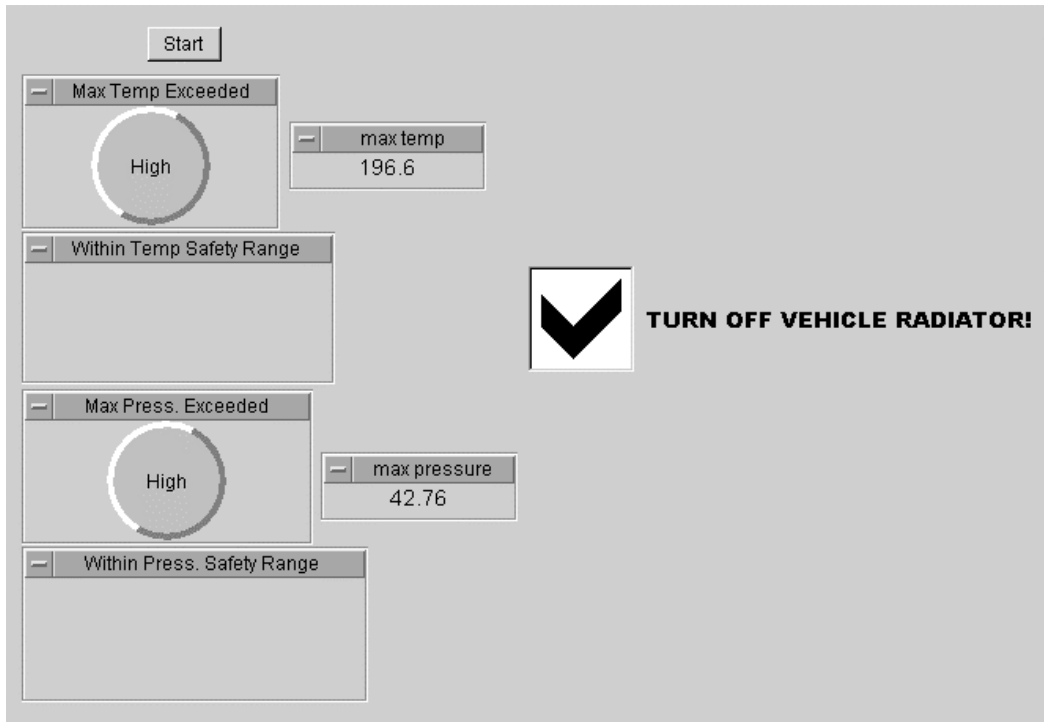 Start
Max Temp Exceeded
High
max temp
196.6
Within Temp Safety Range
TURN OFF VEHICLE RADIATOR!
Max Press. Exceeded
High
max pressure
42.76
Within Press. Safety Range